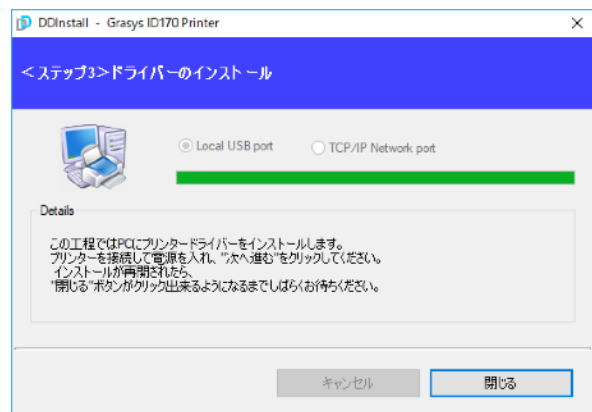 DDInstall - Grasys ID170 Printer
＜ステップ3＞ドライバーのインストール
Local USB port
TCP/IP Network port
Details
この工程ではPCにプリンタードライバーをインストールします。
プリンターを接続して電源を入れ、"次へ進む"をクリックしてください。
インストールが再開されたら、
"閉じる"ボタンがクリック出来るようになるまでしばらくお待ちください。
キャンセル
閉じる